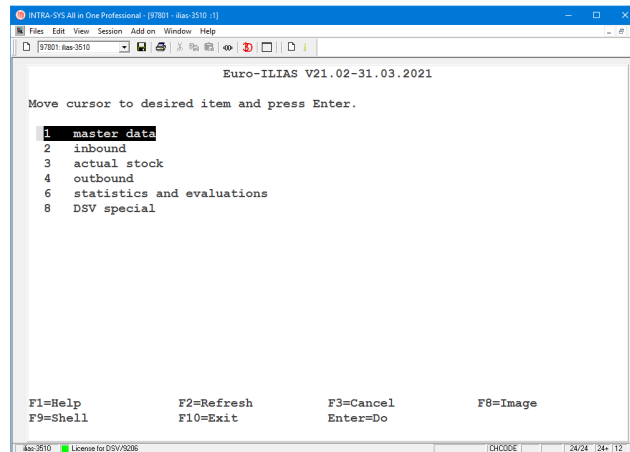 INTRA-SYS All in One Professional - [97801 - ilias-3510 :1]
Files Edit View Session Add on Window Help
97801: ilias-3510
Euro-ILIAS V21.02-31.03.2021
Move cursor to desired item and press Enter.
1 master data
2 inbound
3 actual stock
4 outbound
6 statistics and evaluations
8 DSV special
F1=Help F2=Refresh F3=Cancel F8=Image
F9=Shell F10=Exit Enter=Do
ilias-3510 License for DSV/9206 CHCODE 24/24 24+ 12